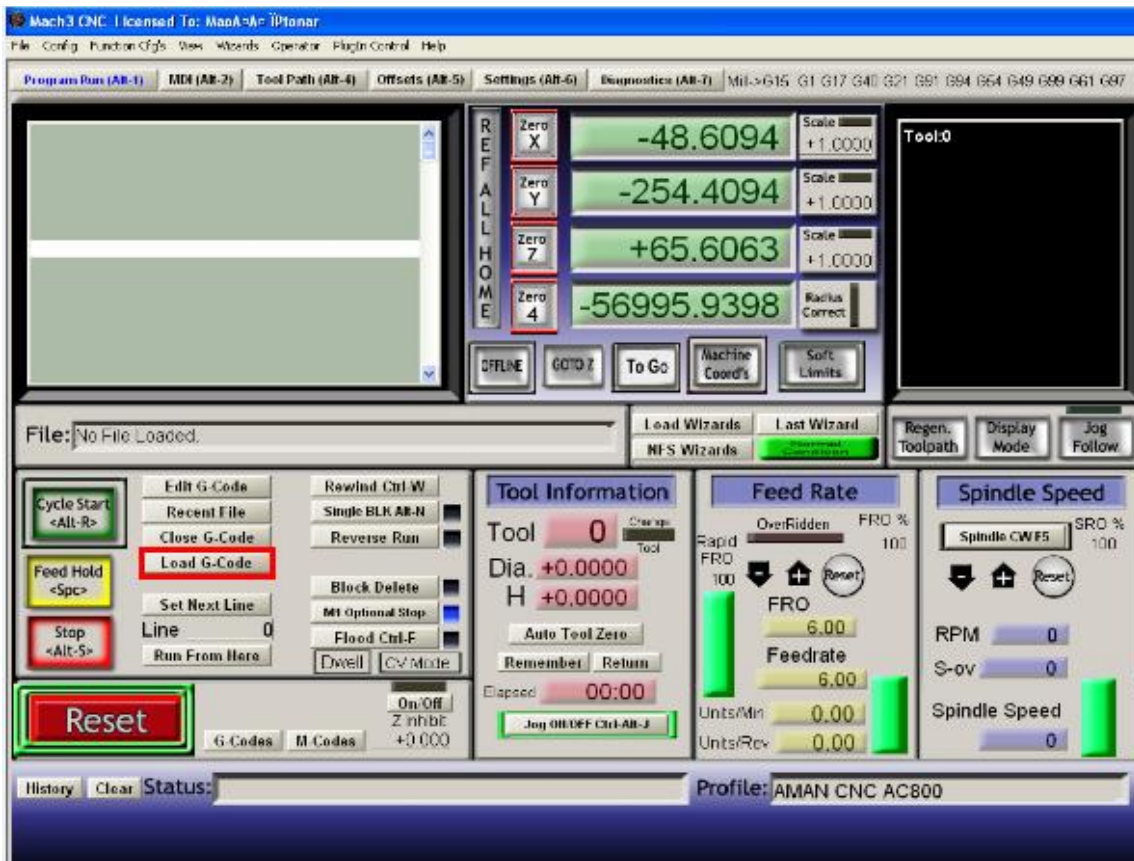 Mach3 CNC Licensed To:
File Config Function Cfg's View Wizards Operator PlugIn Control Help
Program Run (Alt-1) MDI (Alt-2) Tool Path (Alt-4) Offsets (Alt-5) Settings (Alt-6) Diagnostics (Alt-7) Mill->G15 G1 G17 G40 G21 G91 G94 G54 G49 G99 G61 G97
REF ALL HOME
Zero X -48.6094 Scale +1.0000
Zero Y -254.4094 Scale +1.0000
Zero Z +65.6063 Scale +1.0000
Zero 4 -56995.9398 Radius Correct
OFFLINE GOTO Z To Go Machine Coord's Soft Limits
Tool:0
File: No File Loaded.
Load Wizards Last Wizard
NFS Wizards Normal Condition
Regen. Toolpath Display Mode Jog Follow
Cycle Start <Alt-R>
Feed Hold <Spc>
Stop <Alt-S>
Edit G-Code Rewind Ctrl-W
Recent File Single BLK Alt-N
Close G-Code Reverse Run
Load G-Code
Block Delete
Set Next Line M1 Optional Stop
Line 0 Flood Ctrl-F
Run From Here Dwell CV Mode
Reset
On/Off
Z Inhibit
G-Codes M-Codes +0.000
Tool Information
Tool 0 Change Tool
Dia. +0.0000
H +0.0000
Auto Tool Zero
Remember Return
Elapsed 00:00
Jog ON/OFF Ctrl-Alt-J
Feed Rate
OverRidden FRO %
Rapid FRO 100
100
Reset
FRO
6.00
Feedrate
6.00
Units/Min 0.00
Units/Rev 0.00
Spindle Speed
Spindle CW F5 SRO % 100
Reset
RPM 0
S-ov 0
Spindle Speed
0
History Clear Status:
Profile: AMAN CNC AC800